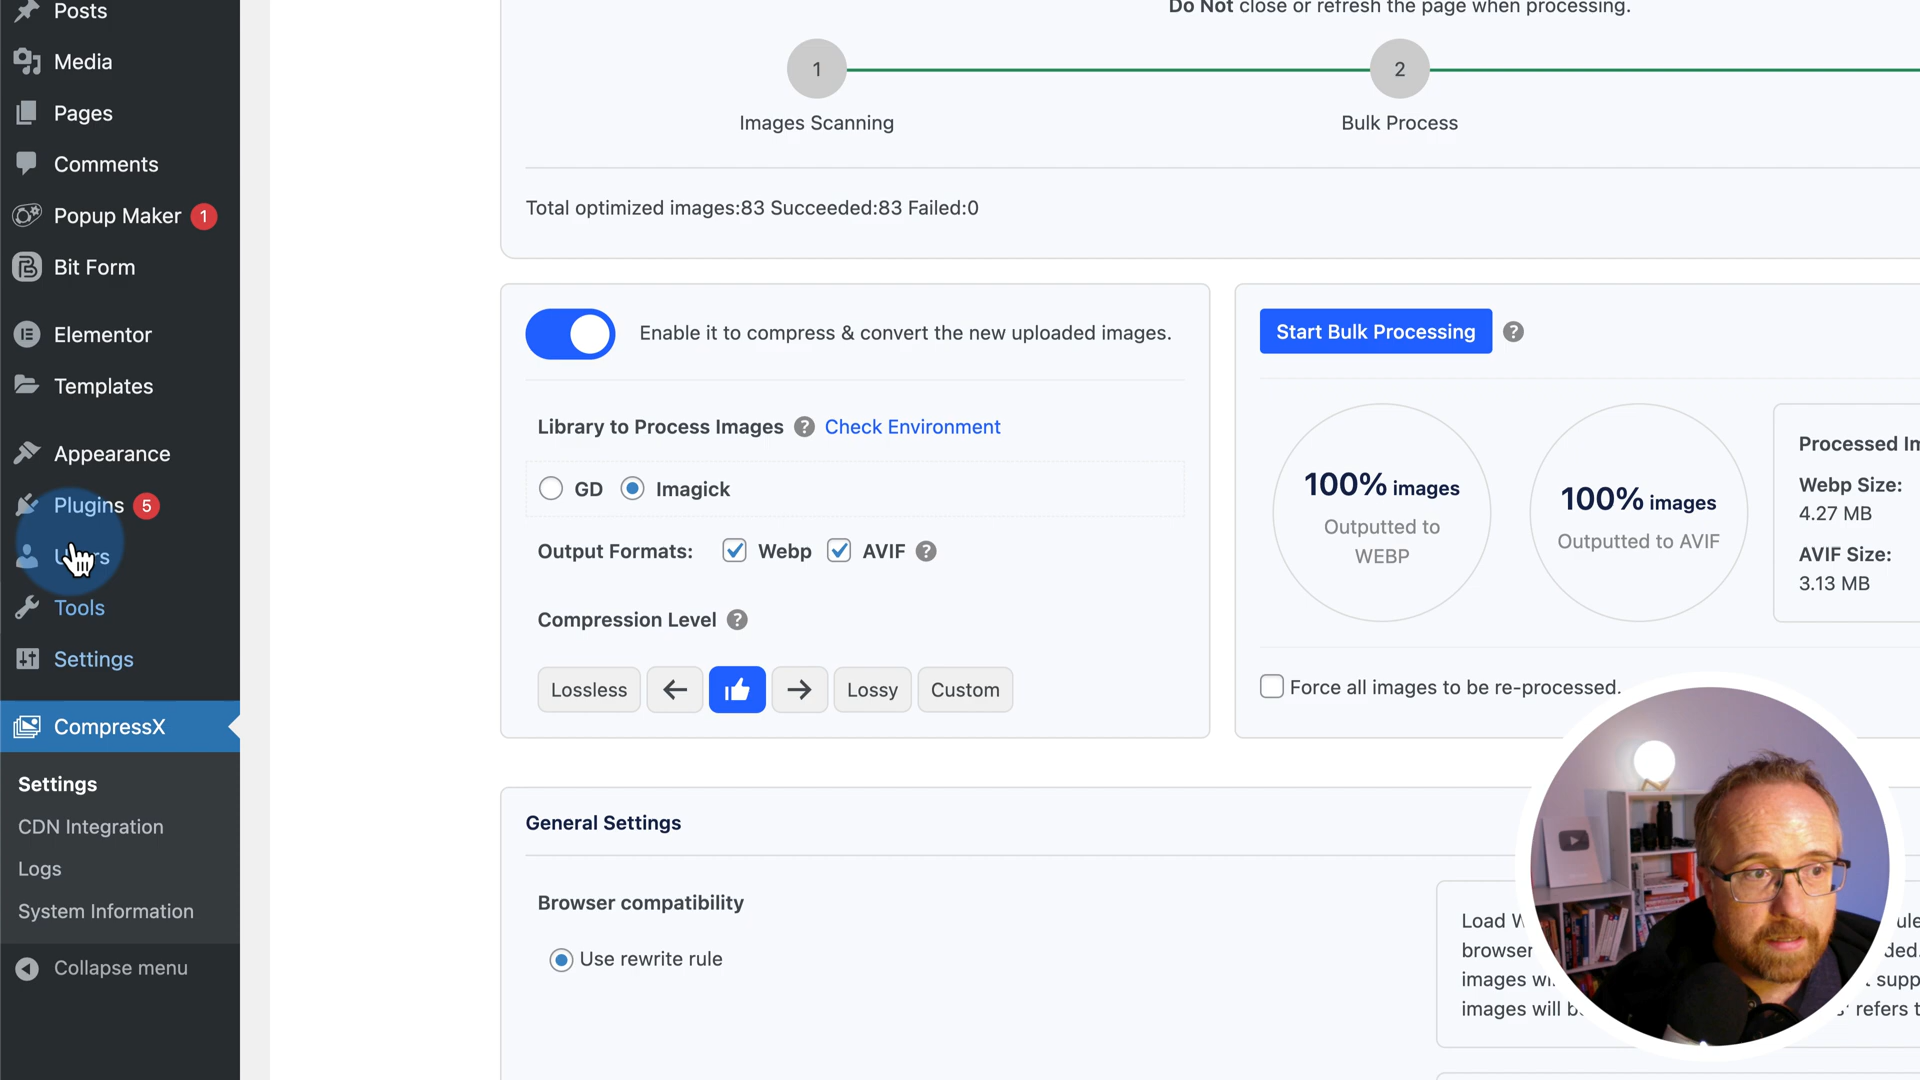 Posts
Media
Pages
Comments
Popup Maker 1
Bit Form
Elementor
Templates
Appearance
Plugins 5
Tools
Settings
CompressX
Settings
CDN Integration
Logs
System Information
Collapse menu
Do Not close or refresh the page when processing.
1
2
Images Scanning
Bulk Process
Total optimized images:83 Succeeded:83 Failed:0
Enable it to compress & convert the new uploaded images.
Library to Process Images ? Check Environment
GD Imagick
Output Formats: Webp AVIF ?
Compression Level ?
Lossless ← → Lossy Custom
Start Bulk Processing ?
100% images
Outputted to
WEBP
100% images
Outputted to AVIF
Processed
Webp Size:
4.27 MB
AVIF Size:
3.13 MB
Force all images to be re-processed.
General Settings
Browser compatibility
Use rewrite rule
Load
browser
images
images will
refers